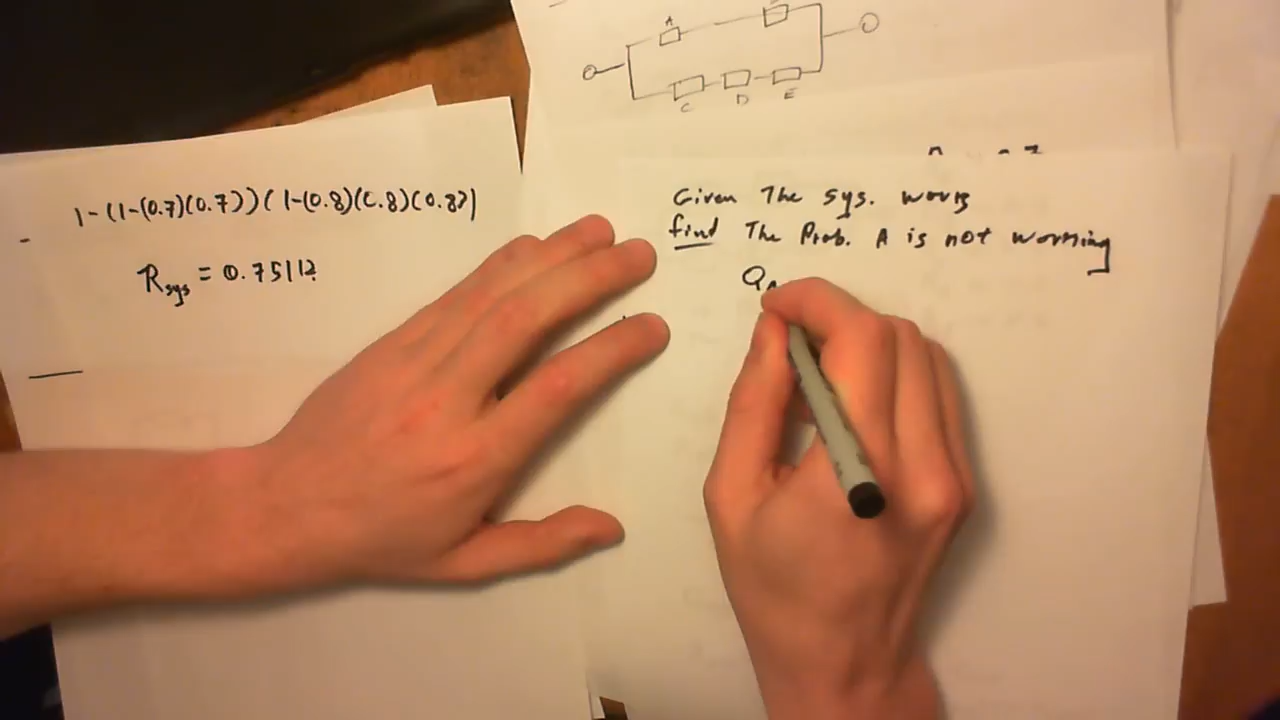 A
C D E
1-(1-(0.7)(0.7))(1-(0.8)(0.8)(0.8))
R sys = 0.75112
Given The sys. works
find The Prob. A is not working
Q A